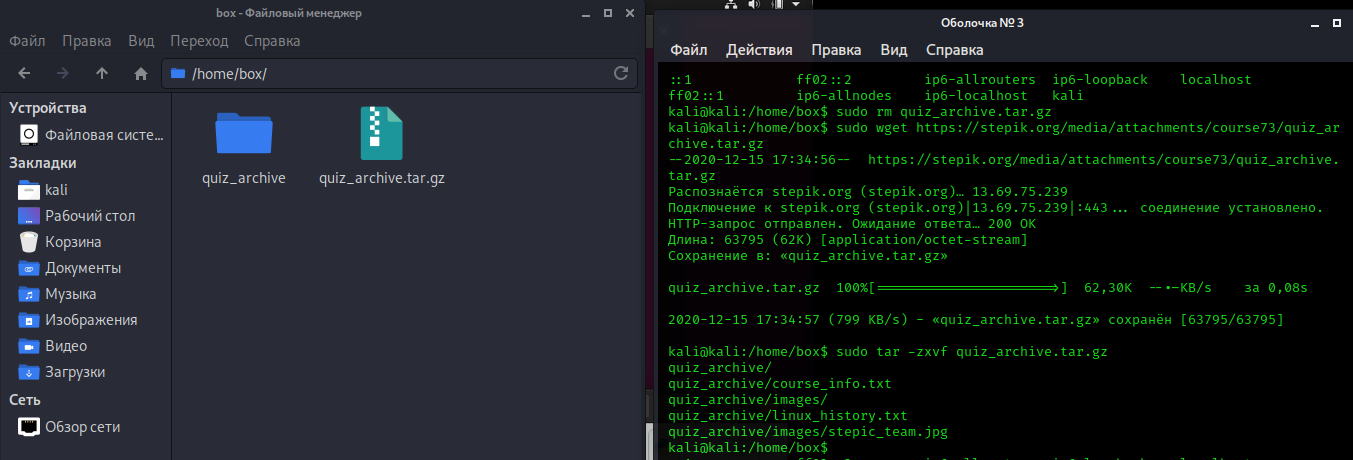 box - Файловый менеджер
Файл Правка Вид Переход Справка
/home/box/
Устройства
Файловая систе...
Закладки
kali
Рабочий стол
Корзина
Документы
Музыка
Изображения
Видео
Загрузки
Сеть
Обзор сети
quiz_archive quiz_archive.tar.gz
Оболочка № 3
Файл Действия Правка Вид Справка
::1 ff02::2 ip6-allrouters ip6-loopback localhost
ff02::1 ip6-allnodes ip6-localhost kali
kali@kali:/home/box$ sudo rm quiz_archive.tar.gz
kali@kali:/home/box$ sudo wget https://stepik.org/media/attachments/course73/quiz_ar
chive.tar.gz
--2020-12-15 17:34:56-- https://stepik.org/media/attachments/course73/quiz_archive.
tar.gz
Распознаётся stepik.org (stepik.org)… 13.69.75.239
Подключение к stepik.org (stepik.org)|13.69.75.239|:443... соединение установлено.
HTTP-запрос отправлен. Ожидание ответа… 200 OK
Длина: 63795 (62K) [application/octet-stream]
Сохранение в: «quiz_archive.tar.gz»
quiz_archive.tar.gz 100%[======================>] 62,30K --.-KB/s за 0,08s
2020-12-15 17:34:57 (799 KB/s) - «quiz_archive.tar.gz» сохранён [63795/63795]
kali@kali:/home/box$ sudo tar -zxvf quiz_archive.tar.gz
quiz_archive/
quiz_archive/course_info.txt
quiz_archive/images/
quiz_archive/linux_history.txt
quiz_archive/images/stepic_team.jpg
kali@kali:/home/box$